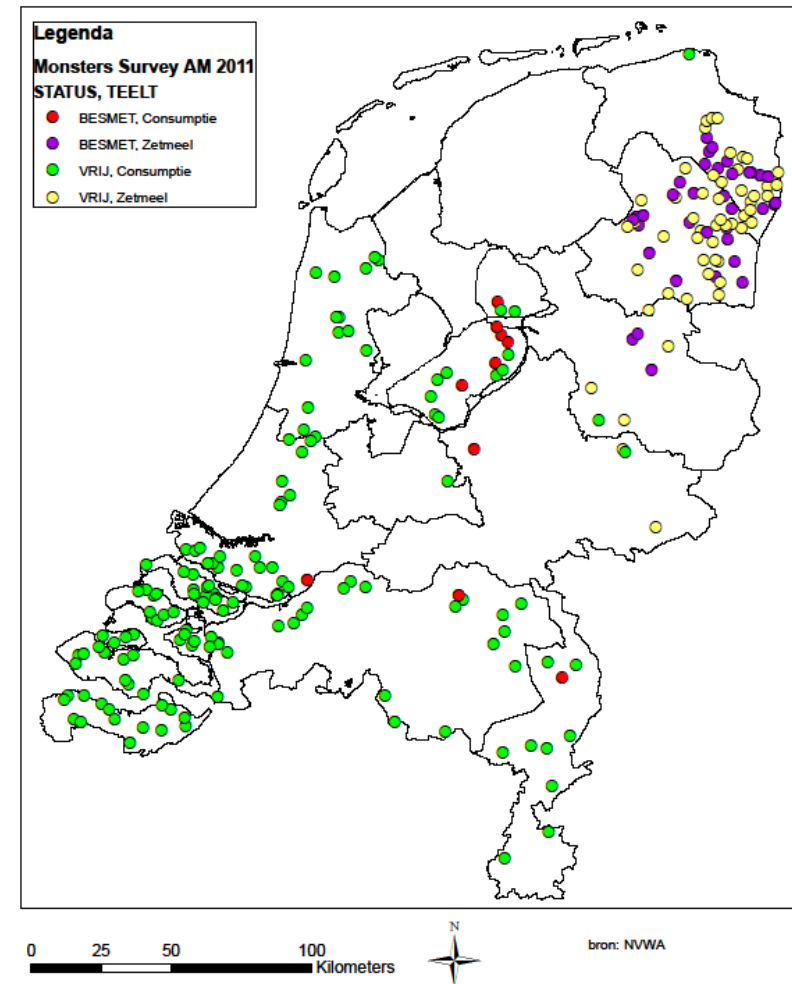 Legenda
Monsters Survey AM 2011
STATUS, TEELT
BESMET, Consumptie
BESMET, Zetmeel
VRIJ, Consumptie
VRIJ, Zetmeel
N
bron: NVWA
0 25 50 100
Kilometers